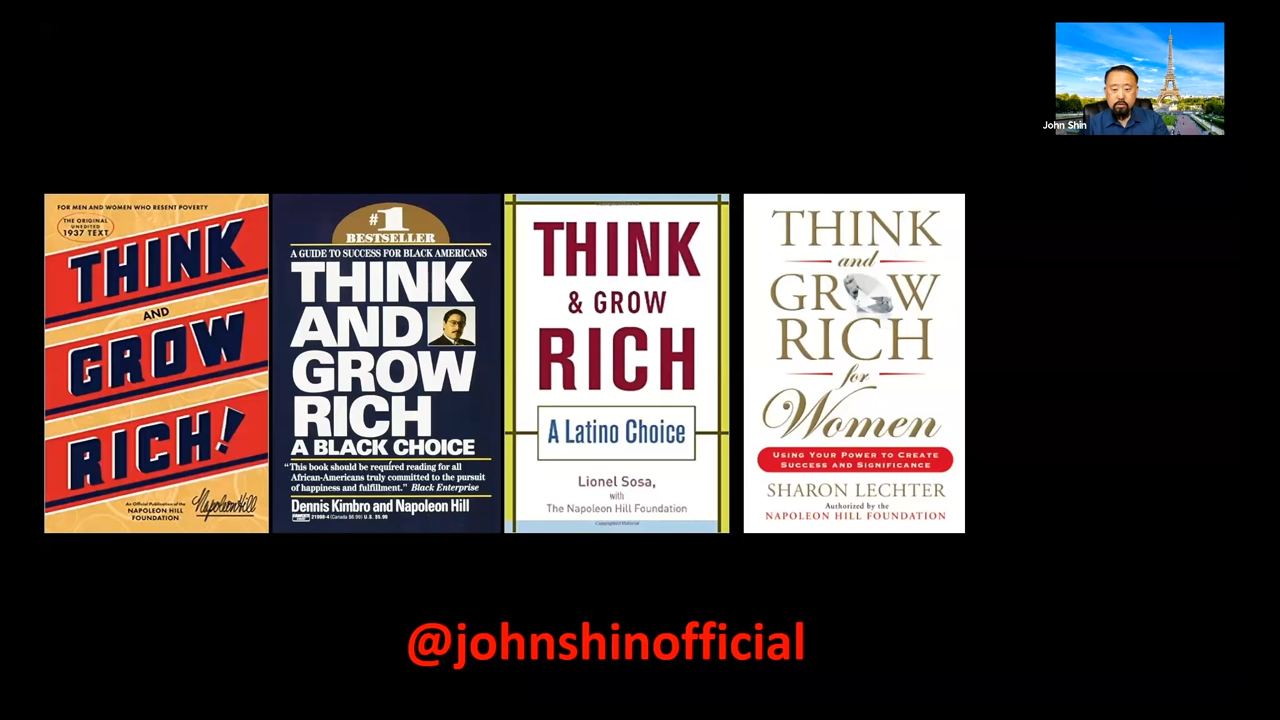 John Shin
FOR MEN AND WOMEN WHO RESENT POVERTY
THE ORIGINAL
UNEDITED
1937 TEXT
THINK
AND
GROW
RICH!
An Official Publication of the
NAPOLEON HILL
FOUNDATION
Napoleon Hill
#1
BESTSELLER
A GUIDE TO SUCCESS FOR BLACK AMERICANS
THINK
AND
GROW
RICH
A BLACK CHOICE
"This book should be required reading for all
African-Americans truly committed to the pursuit
of happiness and fulfillment." Black Enterprise
Dennis Kimbro and Napoleon Hill
THINK
& GROW
RICH
A Latino Choice
Lionel Sosa,
with
The Napoleon Hill Foundation
Copyrighted Material
THINK
and
GROW
RICH
for
Women
USING YOUR POWER TO CREATE
SUCCESS AND SIGNIFICANCE
SHARON LECHTER
Authorized by the
NAPOLEON HILL FOUNDATION
@johnshinofficial